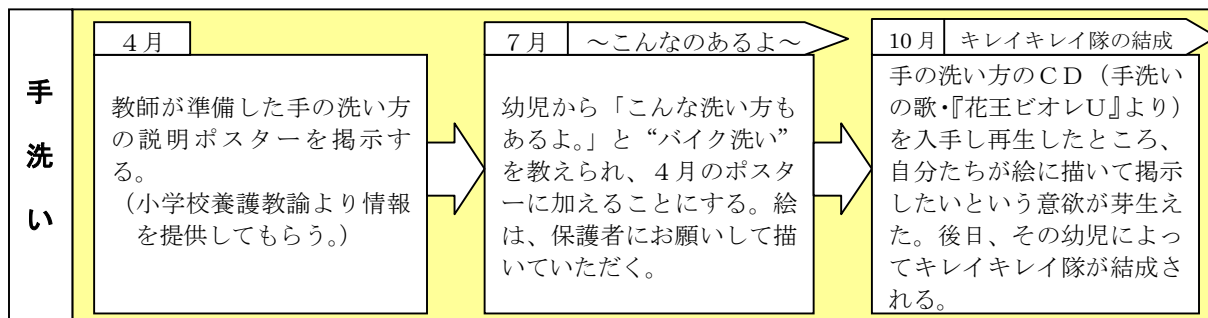 手洗い
４月
教師が準備した手の洗い方
の説明ポスターを掲示す
る。
（小学校養護教諭より情報
を提供してもらう。）
７月 ～こんなのあるよ～
幼児から「こんな洗い方も
あるよ。」と“バイク洗い”
を教えられ、４月のポスタ
ーに加えることにする。絵
は、保護者にお願いして描
いていただく。
10月 キレイキレイ隊の結成
手の洗い方のＣＤ（手洗い
の歌・『花王ビオレＵ』より）
を入手し再生したところ、
自分たちが絵に描いて掲示
したいという意欲が芽生え
た。後日、その幼児によっ
てキレイキレイ隊が結成さ
れる。